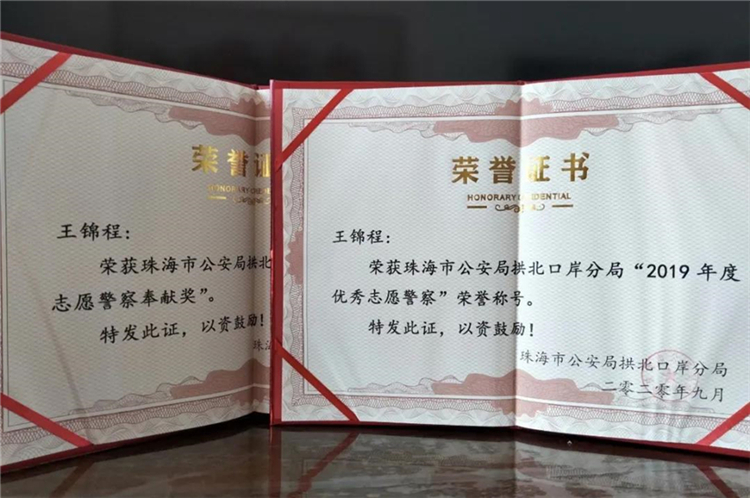 荣誉证
HONORARY
王锦程：
荣获珠海市公安局拱北
志愿警察奉献奖”。
特发此证，以资鼓励！
珠
荣誉证书
HONORARY CREDENTIAL
王锦程：
荣获珠海市公安局拱北口岸分局“2019 年度
优秀志愿警察”荣誉称号。
特发此证，以资鼓励！
珠海市公安局拱北口岸分局
二零二零年九月